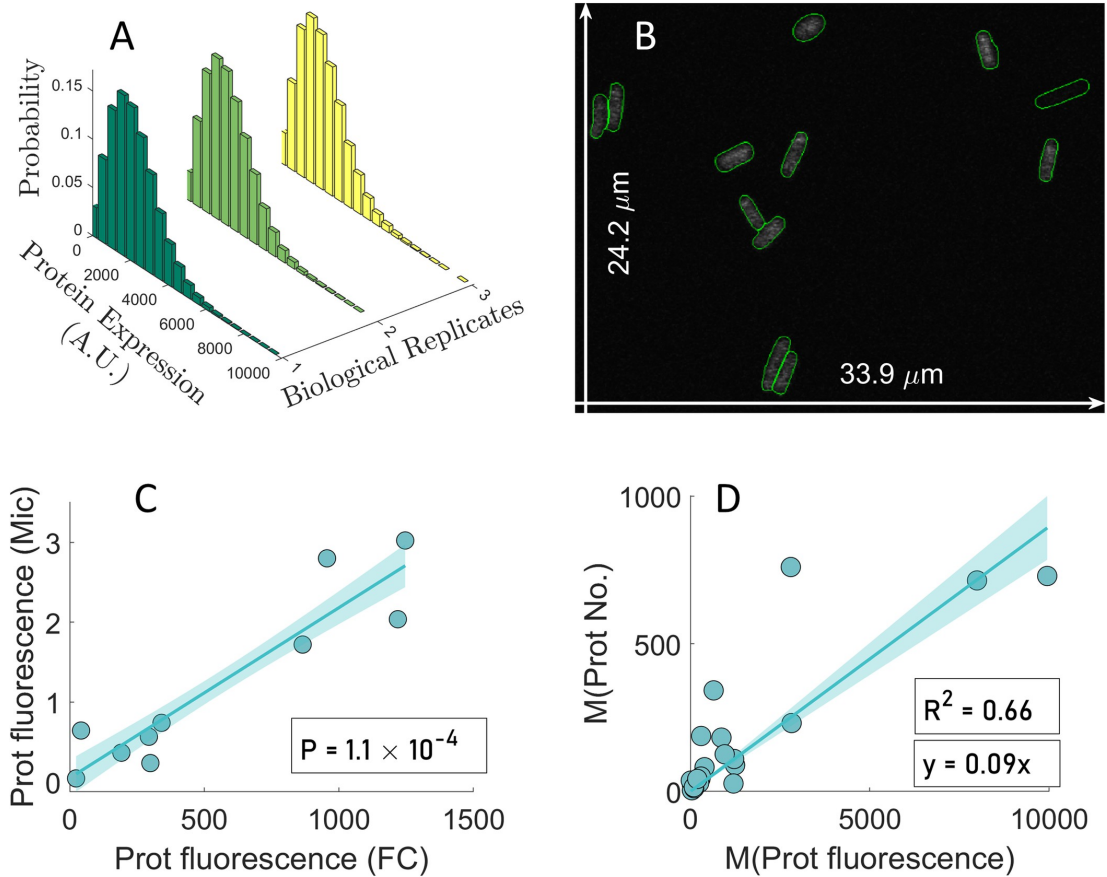 A
Probability
0.15
0.1
0.05
0
0
2000
4000
6000
8000
10000
Protein Expression
(A.U.)
1
2
3
Biological Replicates
B
24.2 μm
33.9 μm
C
Prot fluorescence (Mic)
3
2
1
0
P = 1.1 × 10⁻⁴
0
500
1000
1500
Prot fluorescence (FC)
D
M(Prot No.)
1000
500
0
R² = 0.66
y = 0.09x
0
5000
10000
M(Prot fluorescence)